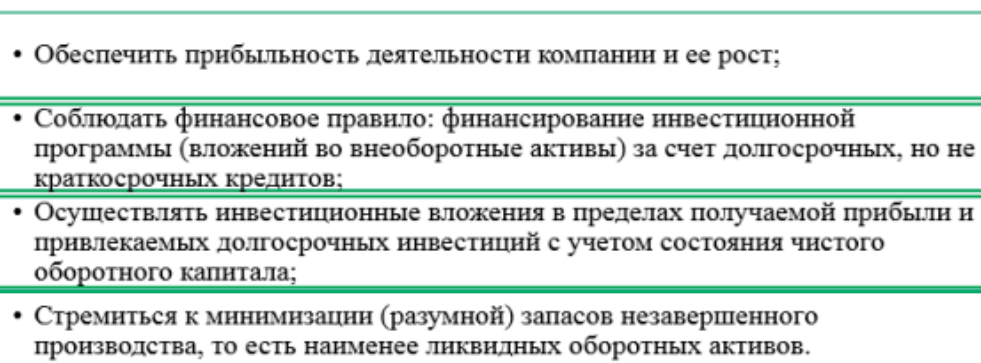 • Обеспечить прибыльность деятельности компании и ее рост;
• Соблюдать финансовое правило: финансирование инвестиционной
программы (вложений во внеоборотные активы) за счет долгосрочных, но не
краткосрочных кредитов;
• Осуществлять инвестиционные вложения в пределах получаемой прибыли и
привлекаемых долгосрочных инвестиций с учетом состояния чистого
оборотного капитала;
• Стремиться к минимизации (разумной) запасов незавершенного
производства, то есть наименее ликвидных оборотных активов.